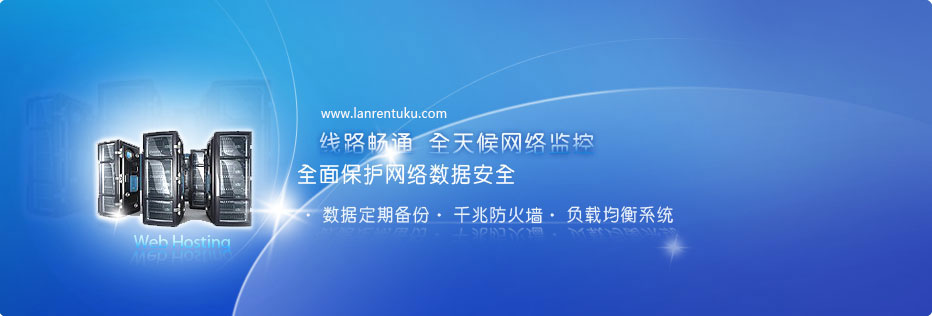 www.lanrentuku.com
线路畅通 全天候网络监控
全面保护网络数据安全
· 数据定期备份 · 千兆防火墙 · 负载均衡系统
Web Hosting